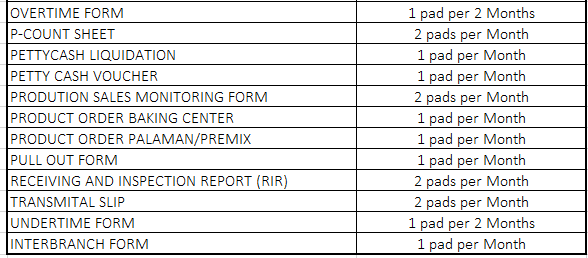 OVERTIME FORM 1 pad per 2 Months
P-COUNT SHEET 2 pads per Month
PETTYCASH LIQUIDATION 1 pad per Month
PETTY CASH VOUCHER 1 pad per Month
PRODUTION SALES MONITORING FORM 2 pads per Month
PRODUCT ORDER BAKING CENTER 1 pad per Month
PRODUCT ORDER PALAMAN/PREMIX 1 pad per Month
PULL OUT FORM 1 pad per Month
RECEIVING AND INSPECTION REPORT (RIR) 2 pads per Month
TRANSMITAL SLIP 2 pads per Month
UNDERTIME FORM 1 pad per 2 Months
INTERBRANCH FORM 1 pad per Month